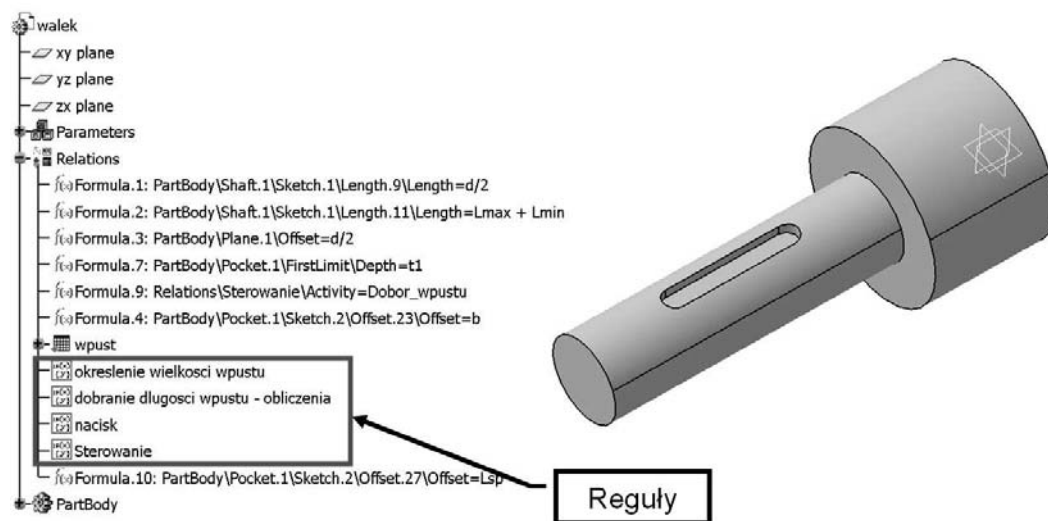 walek
xy plane
yz plane
zx plane
Parameters
Relations
f(x) Formula.1: PartBody\Shaft.1\Sketch.1\Length.9\Length=d/2
f(x) Formula.2: PartBody\Shaft.1\Sketch.1\Length.11\Length=Lmax + Lmin
f(x) Formula.3: PartBody\Plane.1\Offset=d/2
f(x) Formula.7: PartBody\Pocket.1\FirstLimit\Depth=t1
f(x) Formula.9: Relations\Sterowanie\Activity=Dobor_wpustu
f(x) Formula.4: PartBody\Pocket.1\Sketch.2\Offset.23\Offset=b
wpust
okreslenie wielkosci wpustu
dobranie dlugosci wpustu - obliczenia
nacisk
Sterowanie
f(x) Formula.10: PartBody\Pocket.1\Sketch.2\Offset.27\Offset=Lsp
PartBody
Reguły